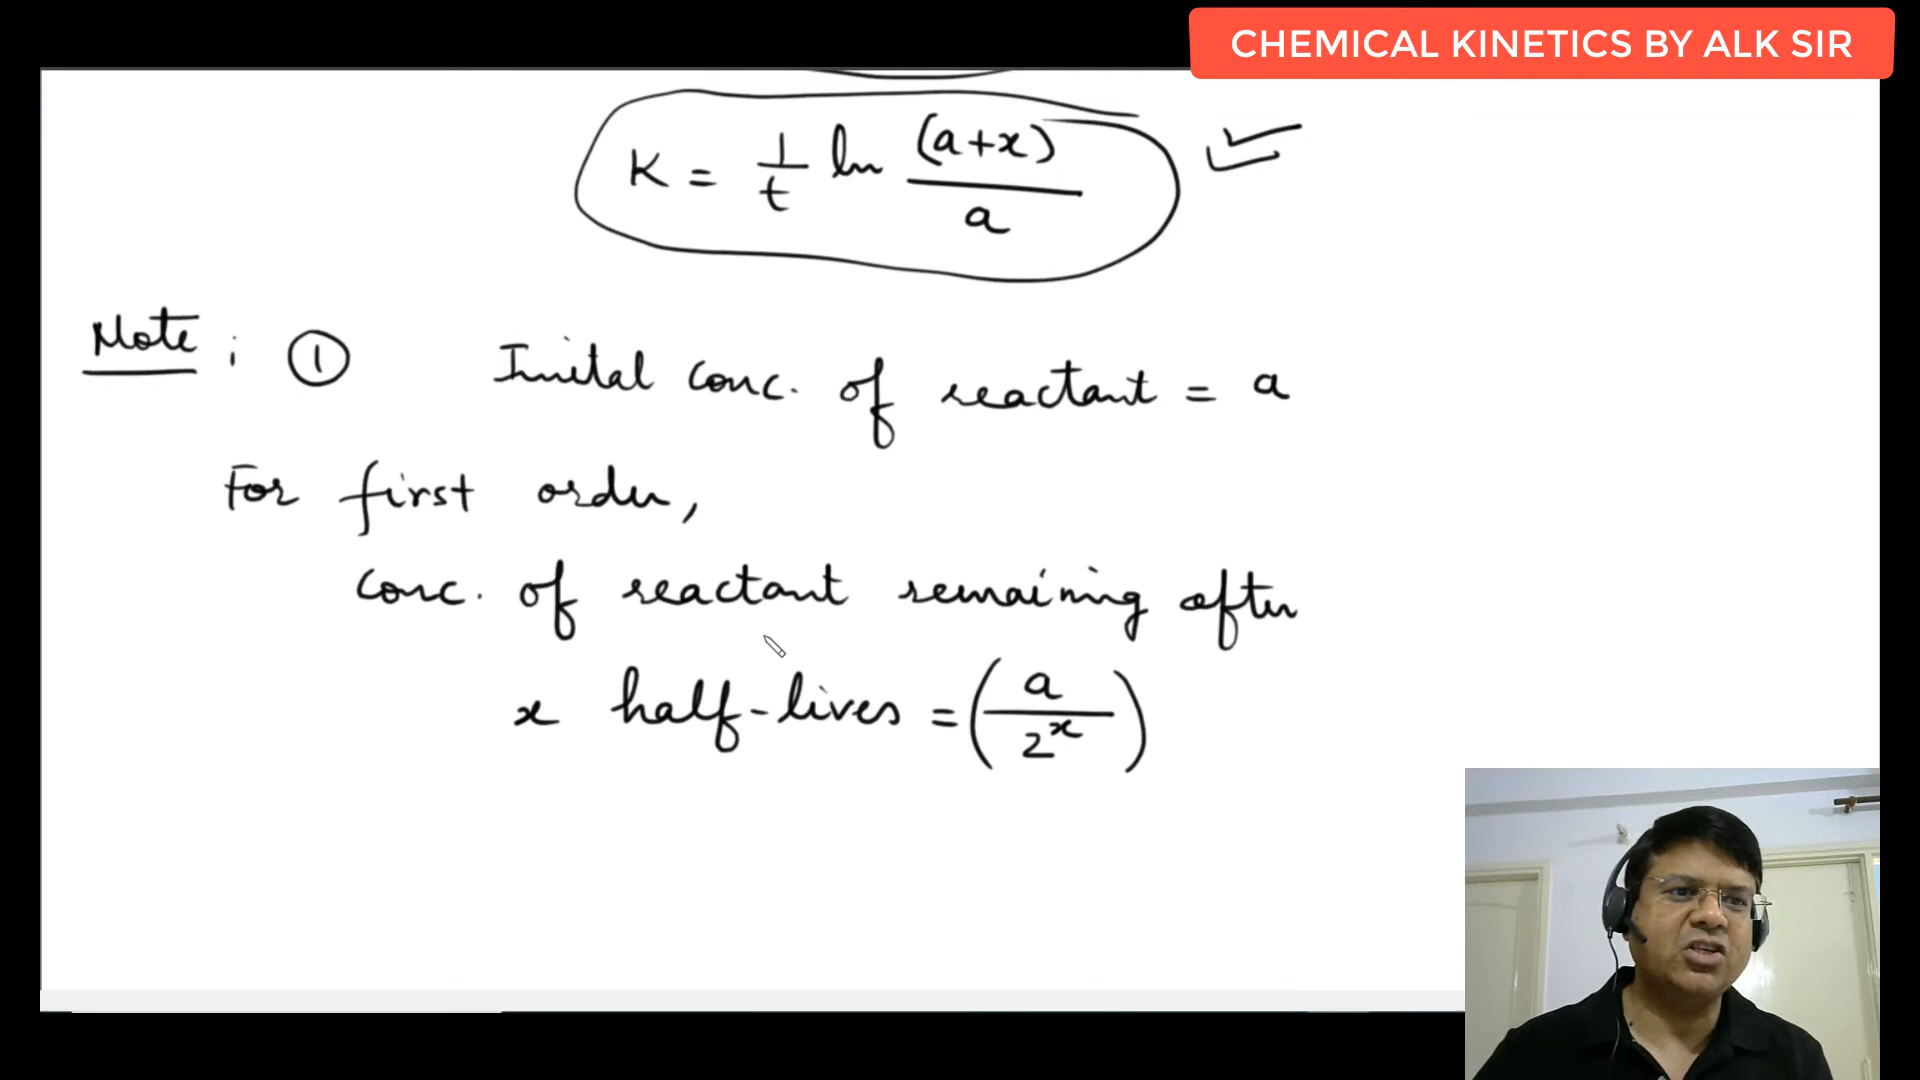 CHEMICAL KINETICS BY ALK SIR
K = 1/t ln (a+x)/a
Note : ① Inital conc. of reactant = a
For first order,
conc. of reactant remaining after
x half-lives = (a/2^x)